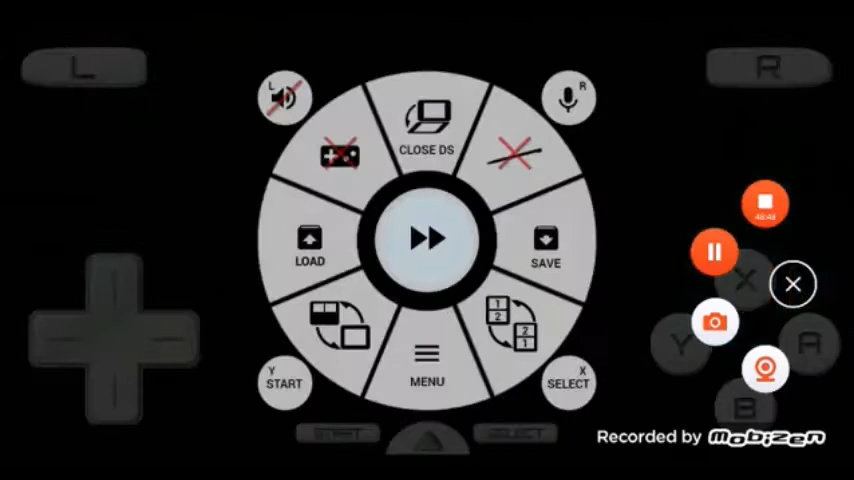 L
R
L
R
CLOSE DS
LOAD
SAVE
1
2
2
1
MENU
Y
START
X
SELECT
START
SELECT
X
Y
A
B
Recorded by MOBIZEN